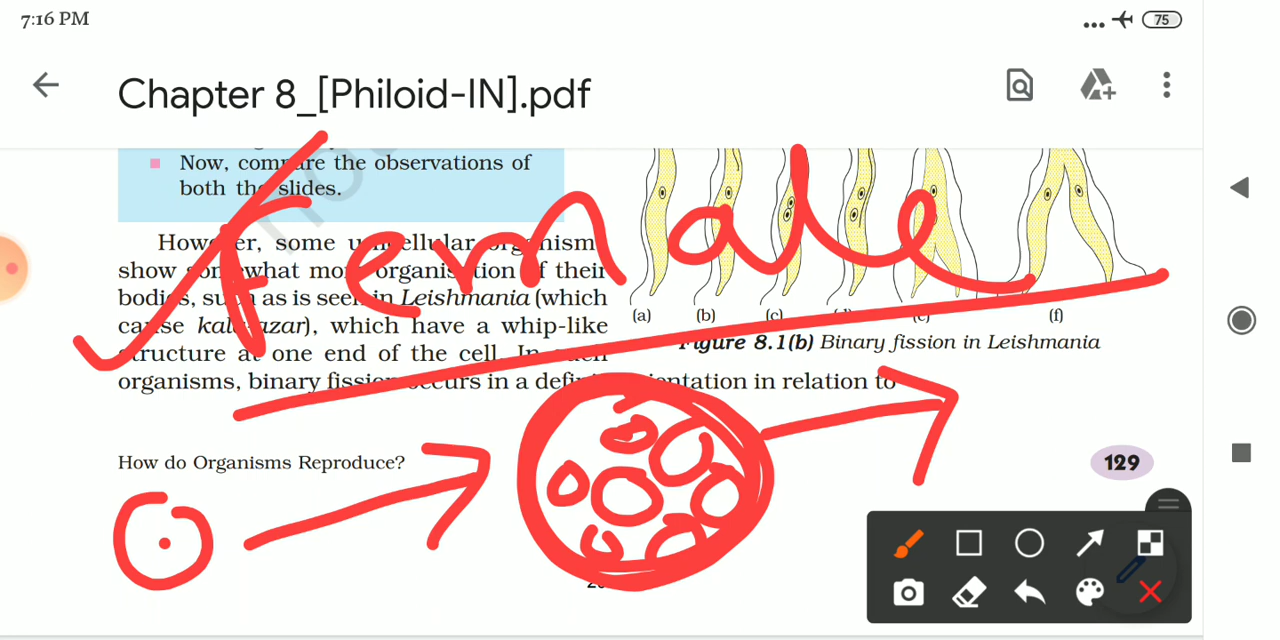 7:16 PM
75
Chapter 8_[Philoid-IN].pdf
Now, compare the observations of
both the slides.
However, some unicellular organisms
show somewhat more organisation of their
bodies, such as is seen in Leishmania (which
cause kala-azar), which have a whip-like
structure at one end of the cell. In such
organisms, binary fission occurs in a definite orientation in relation to
Female
(a) (b) (c) (d) (e) (f)
Figure 8.1(b) Binary fission in Leishmania
How do Organisms Reproduce?
129